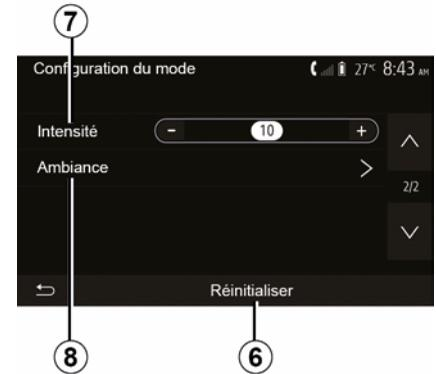 7
Configuration du mode 27°C 8:43 AM
Intensité - 10 +
Ambiance >
2/2
Réinitialiser
8 6